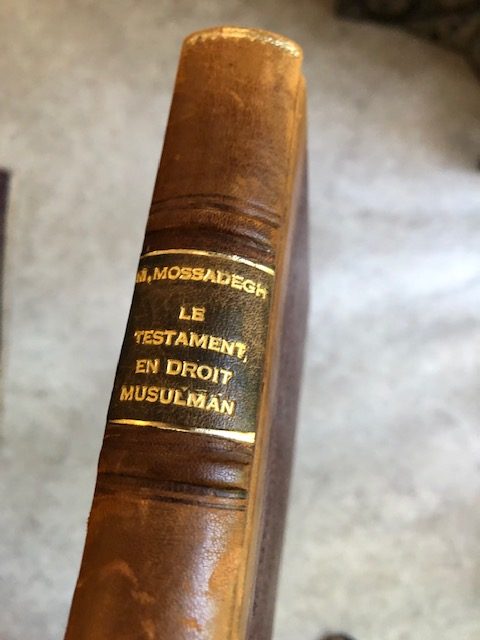 M, MOSSADEGH
LE
TESTAMENT,
EN DROIT
MUSULMAN